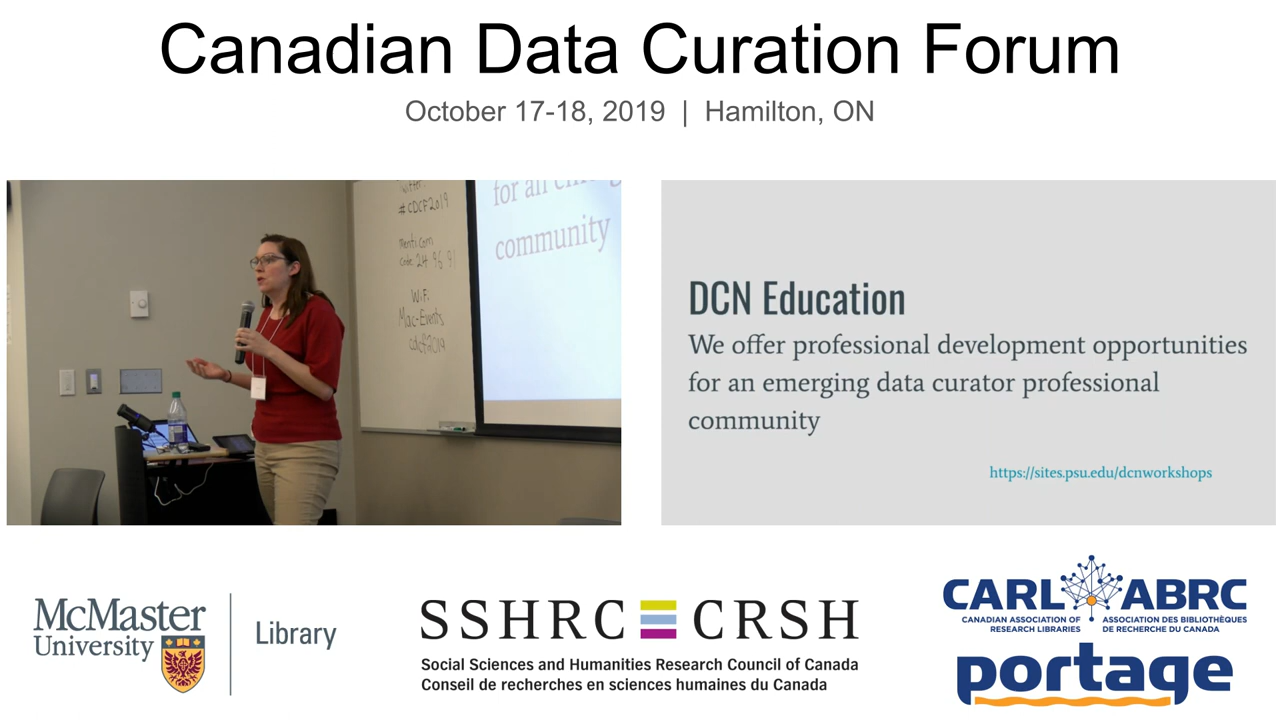 Canadian Data Curation Forum
October 17-18, 2019 | Hamilton, ON
#CDCF2019
Menti.com
Code 24 96 91
WiFi
Mac-Events
cdcf2019
for an
community
DCN Education
We offer professional development opportunities
for an emerging data curator professional
community
https://sites.psu.edu/dcnworkshops
McMaster
University
Library
SSHRC CRSH
Social Sciences and Humanities Research Council of Canada
Conseil de recherches en sciences humaines du Canada
CARL ABRC
CANADIAN ASSOCIATION OF
RESEARCH LIBRARIES
ASSOCIATION DES BIBLIOTHÈQUES
DE RECHERCHE DU CANADA
portage